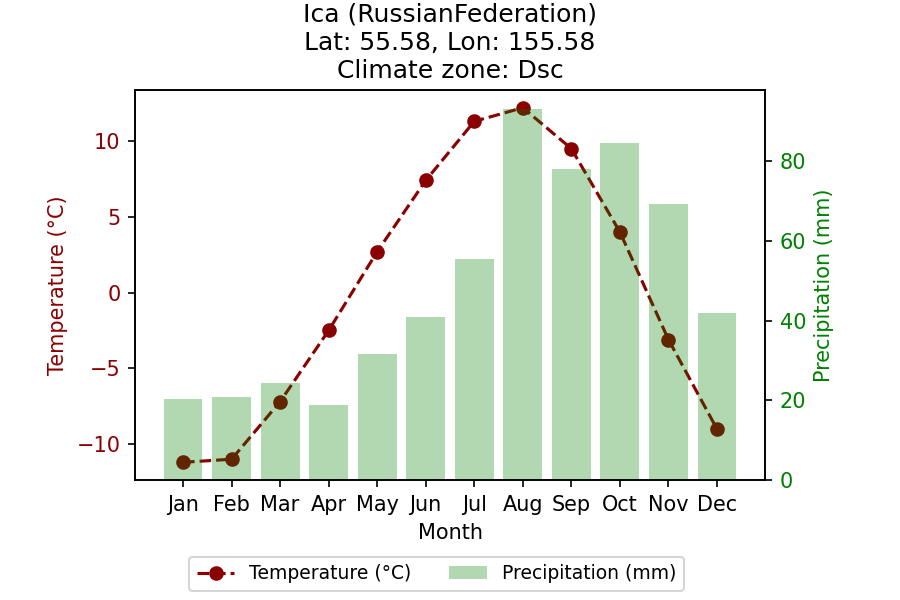 Ica (RussianFederation)
Lat: 55.58, Lon: 155.58
Climate zone: Dsc
Temperature (°C)
10
5
0
−5
−10
80
60
40
20
0
Precipitation (mm)
Jan Feb Mar Apr May Jun Jul Aug Sep Oct Nov Dec
Month
Temperature (°C) Precipitation (mm)